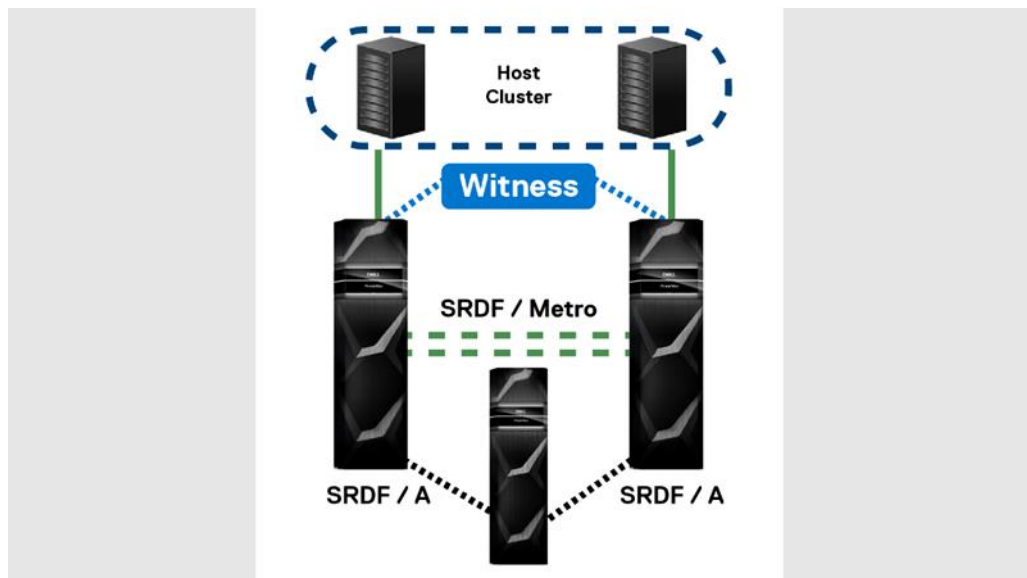 Host
Cluster
Witness
SRDF / Metro
SRDF / A
SRDF / A